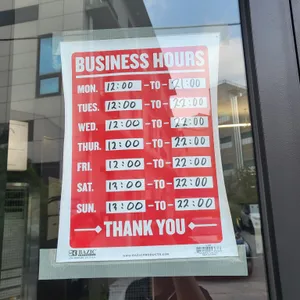 BUSINESS HOURS
MON. 12:00 -TO- 21:00
TUES. 12:00 -TO- 22:00
WED. 12:00 -TO- 22:00
THUR. 12:00 -TO- 22:00
FRI. 12:00 -TO- 22:00
SAT. 13:00 -TO- 22:00
SUN. 13:00 -TO- 22:00
THANK YOU
BAZIC